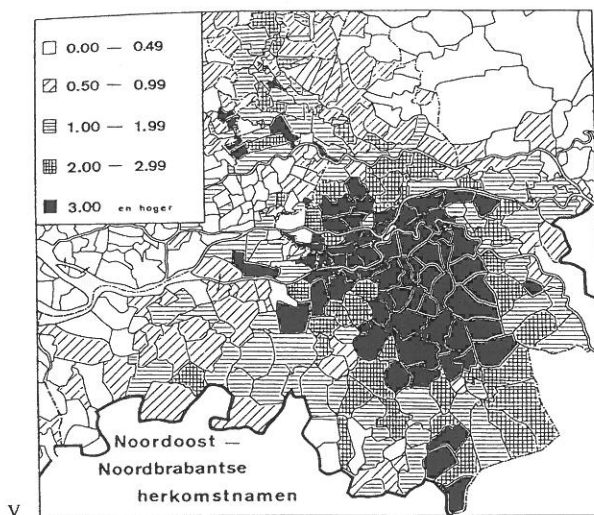 0.00 — 0.49
0.50 — 0.99
1.00 — 1.99
2.00 — 2.99
3.00 en hoger
Noordoost —
Noordbrabantse
herkomstnamen
V